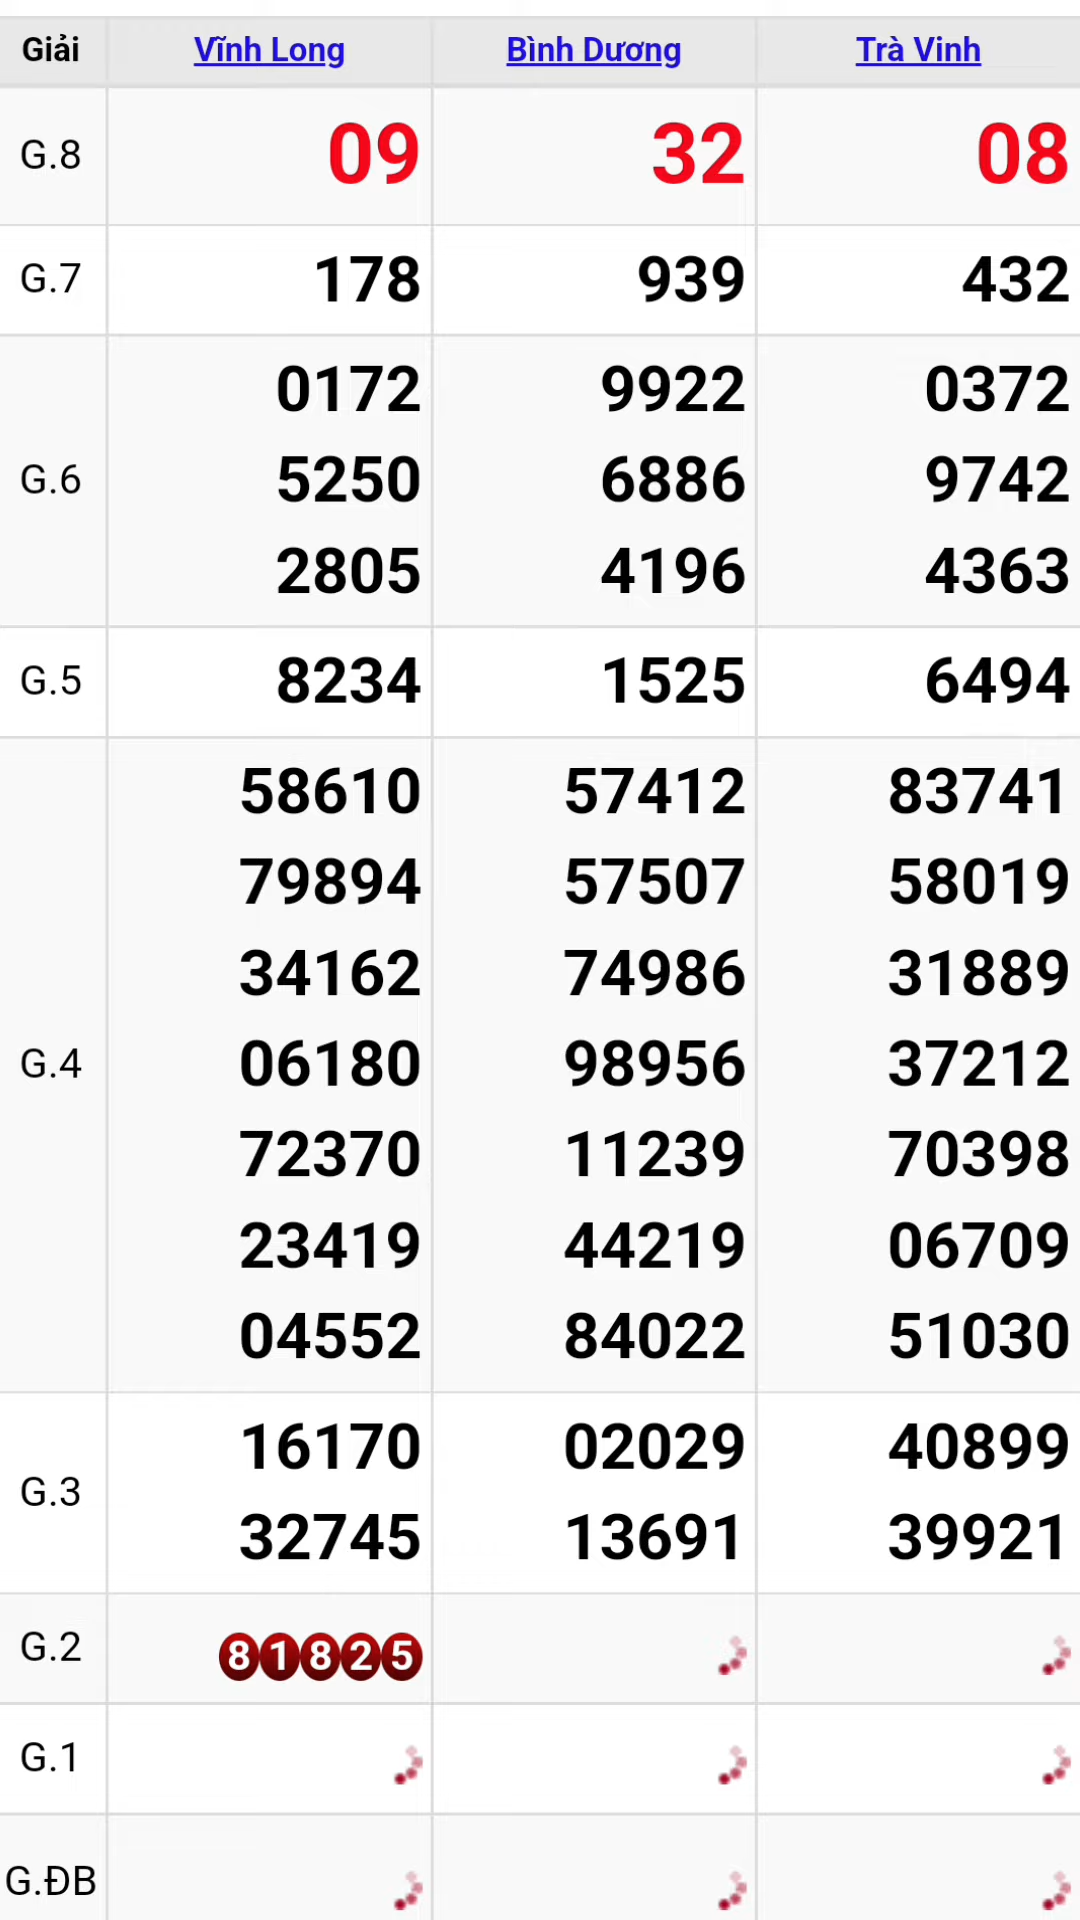 Giải Vĩnh Long Bình Dương Trà Vinh
G.8 09 32 08
G.7 178 939 432
0172 9922 0372
G.6 5250 6886 9742
2805 4196 4363
G.5 8234 1525 6494
58610 57412 83741
79894 57507 58019
34162 74986 31889
G.4 06180 98956 37212
72370 11239 70398
23419 44219 06709
04552 84022 51030
16170 02029 40899
G.3
32745 13691 39921
G.2 81825
G.1
G.ĐB